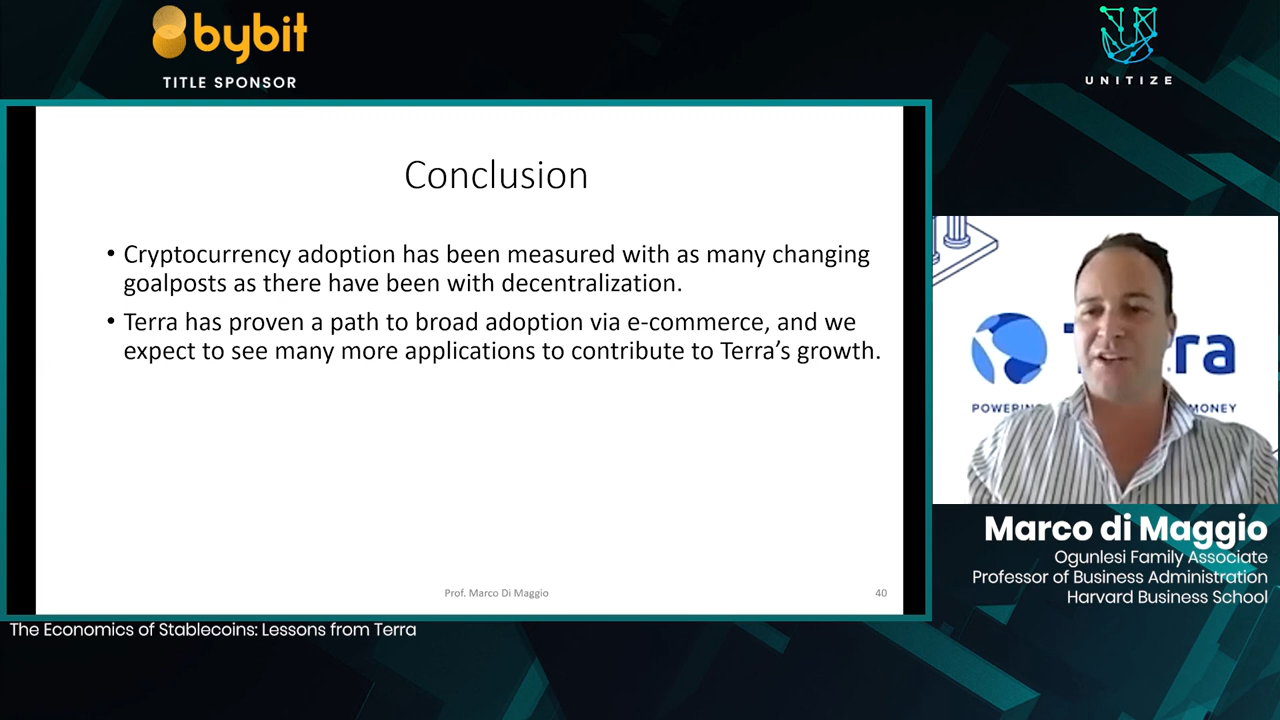 bybit
TITLE SPONSOR
UNITIZE
Conclusion
• Cryptocurrency adoption has been measured with as many changing
goalposts as there have been with decentralization.
• Terra has proven a path to broad adoption via e-commerce, and we
expect to see many more applications to contribute to Terra's growth.
Prof. Marco Di Maggio
40
MONEY
Marco di Maggio
Ogunlesi Family Associate
Professor of Business Administration
Harvard Business School
The Economics of Stablecoins: Lessons from Terra